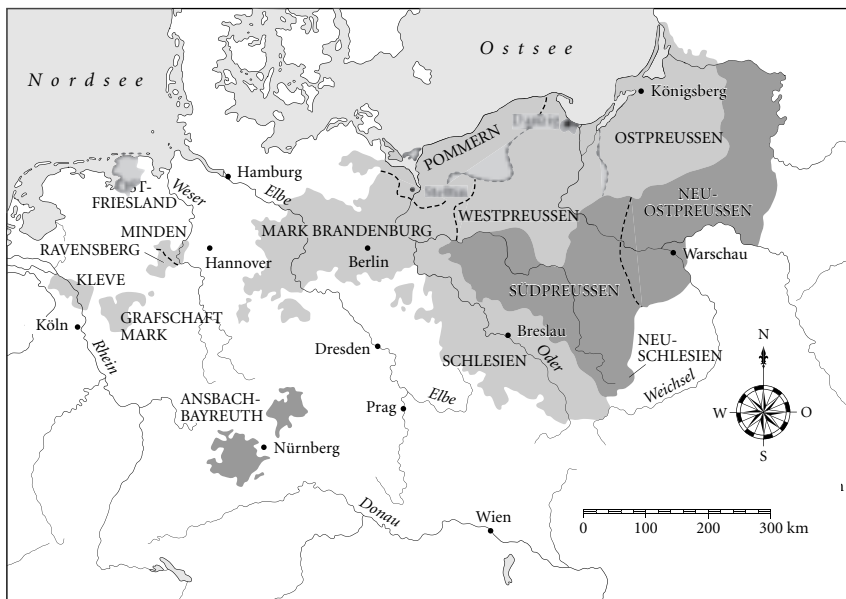 Ostsee
Nordsee
Königsberg
POMMERN
OSTPREUSSEN
Hamburg
Weser
Elbe
FRIESLAND
NEU-
OSTPREUSSEN
WESTPREUSSEN
MINDEN
MARK BRANDENBURG
RAVENSBERG
Hannover
Berlin
Warschau
KLEVE
SÜDPREUSSEN
GRAFSCHAFT
MARK
Köln
Rhein
Breslau
Oder
NEU-
SCHLESIEN
Dresden
SCHLESIEN
Weichsel
N
W
O
S
ANSBACH-
BAYREUTH
Elbe
Prag
Nürnberg
Donau
Wien
0 100 200 300 km